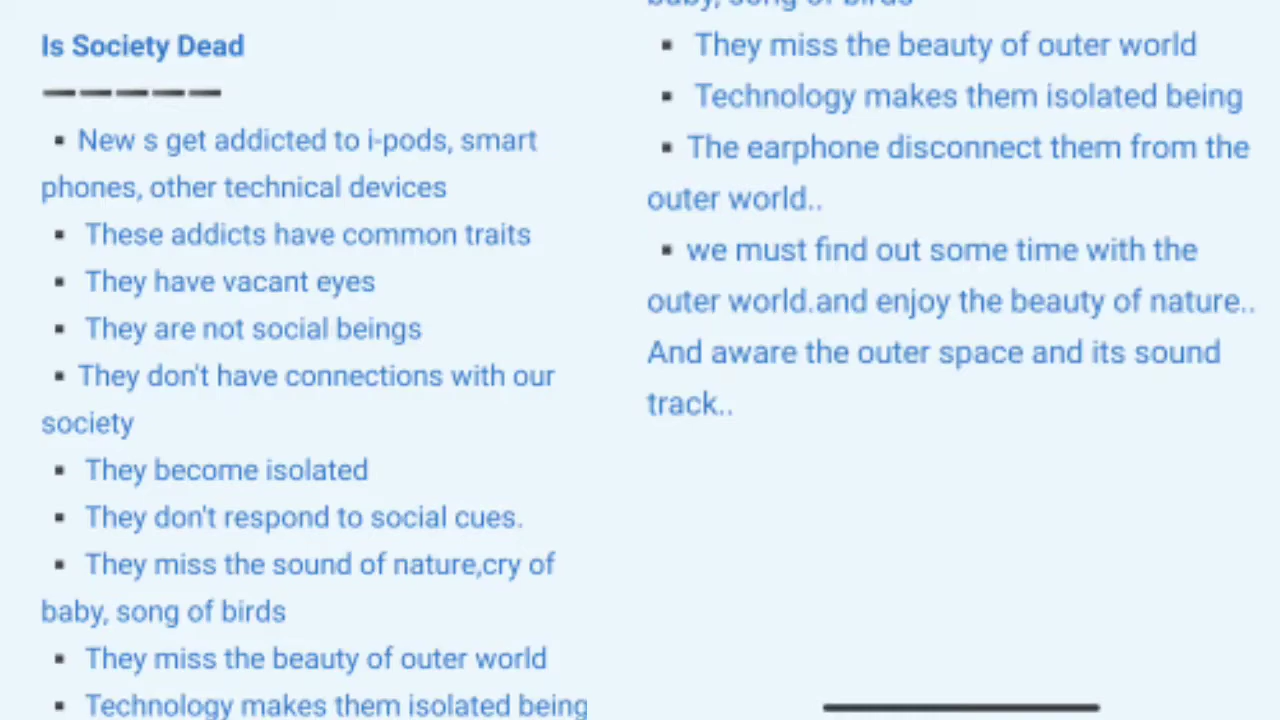 Is Society Dead
▪ New s get addicted to i-pods, smart
phones, other technical devices
▪ These addicts have common traits
▪ They have vacant eyes
▪ They are not social beings
▪ They don't have connections with our
society
▪ They become isolated
▪ They don't respond to social cues.
▪ They miss the sound of nature,cry of
baby, song of birds
▪ They miss the beauty of outer world
▪ Technology makes them isolated being
baby, song of birds
▪ They miss the beauty of outer world
▪ Technology makes them isolated being
▪ The earphone disconnect them from the
outer world..
▪ we must find out some time with the
outer world.and enjoy the beauty of nature..
And aware the outer space and its sound
track..